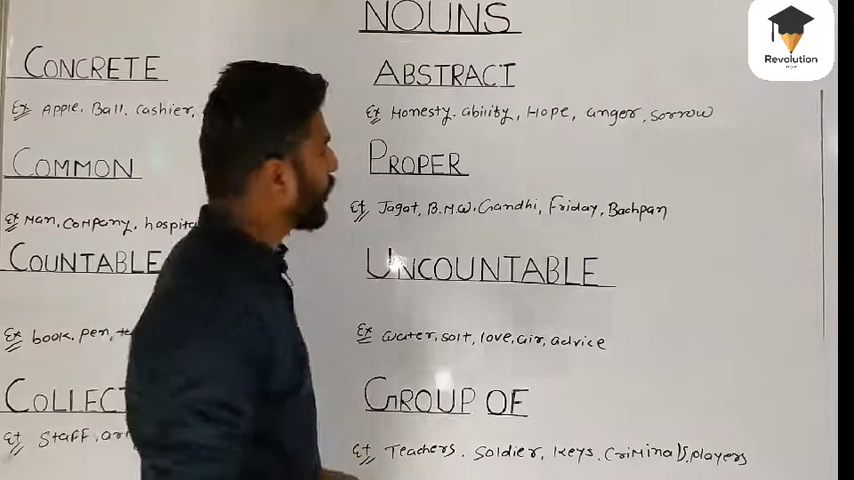 NOUNS
Revolution
CONCRETE
ABSTRACT
Ex Apple. Ball. Cashier,
Ex Honesty. ability, Hope, anger, Sorrow
COMMON
PROPER
Ex Man, Company, hospita
Ex Jagat, B.M.W. Gandhi, Friday, Bachpan
COUNTABLE
UNCOUNTABLE
Ex book, Pen,
Ex water, solt, love, air, advice
COLLECT
GROUP OF
Ex Staff,
Ex Teachers, Soldier, keys, Criminals, players